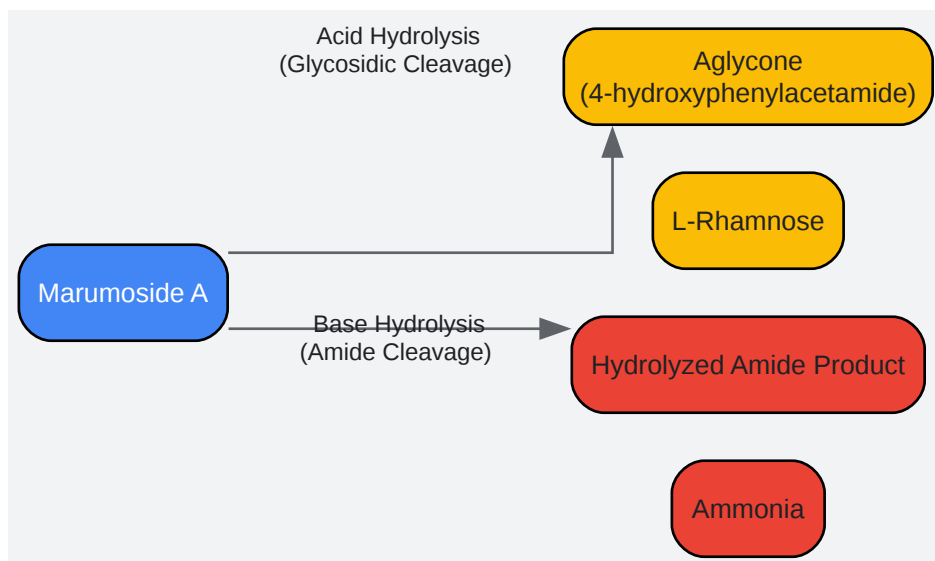 Acid Hydrolysis
(Glycosidic Cleavage)
Aglycone
(4-hydroxyphenylacetamide)
L-Rhamnose
Marumoside A
Base Hydrolysis
(Amide Cleavage)
Hydrolyzed Amide Product
Ammonia